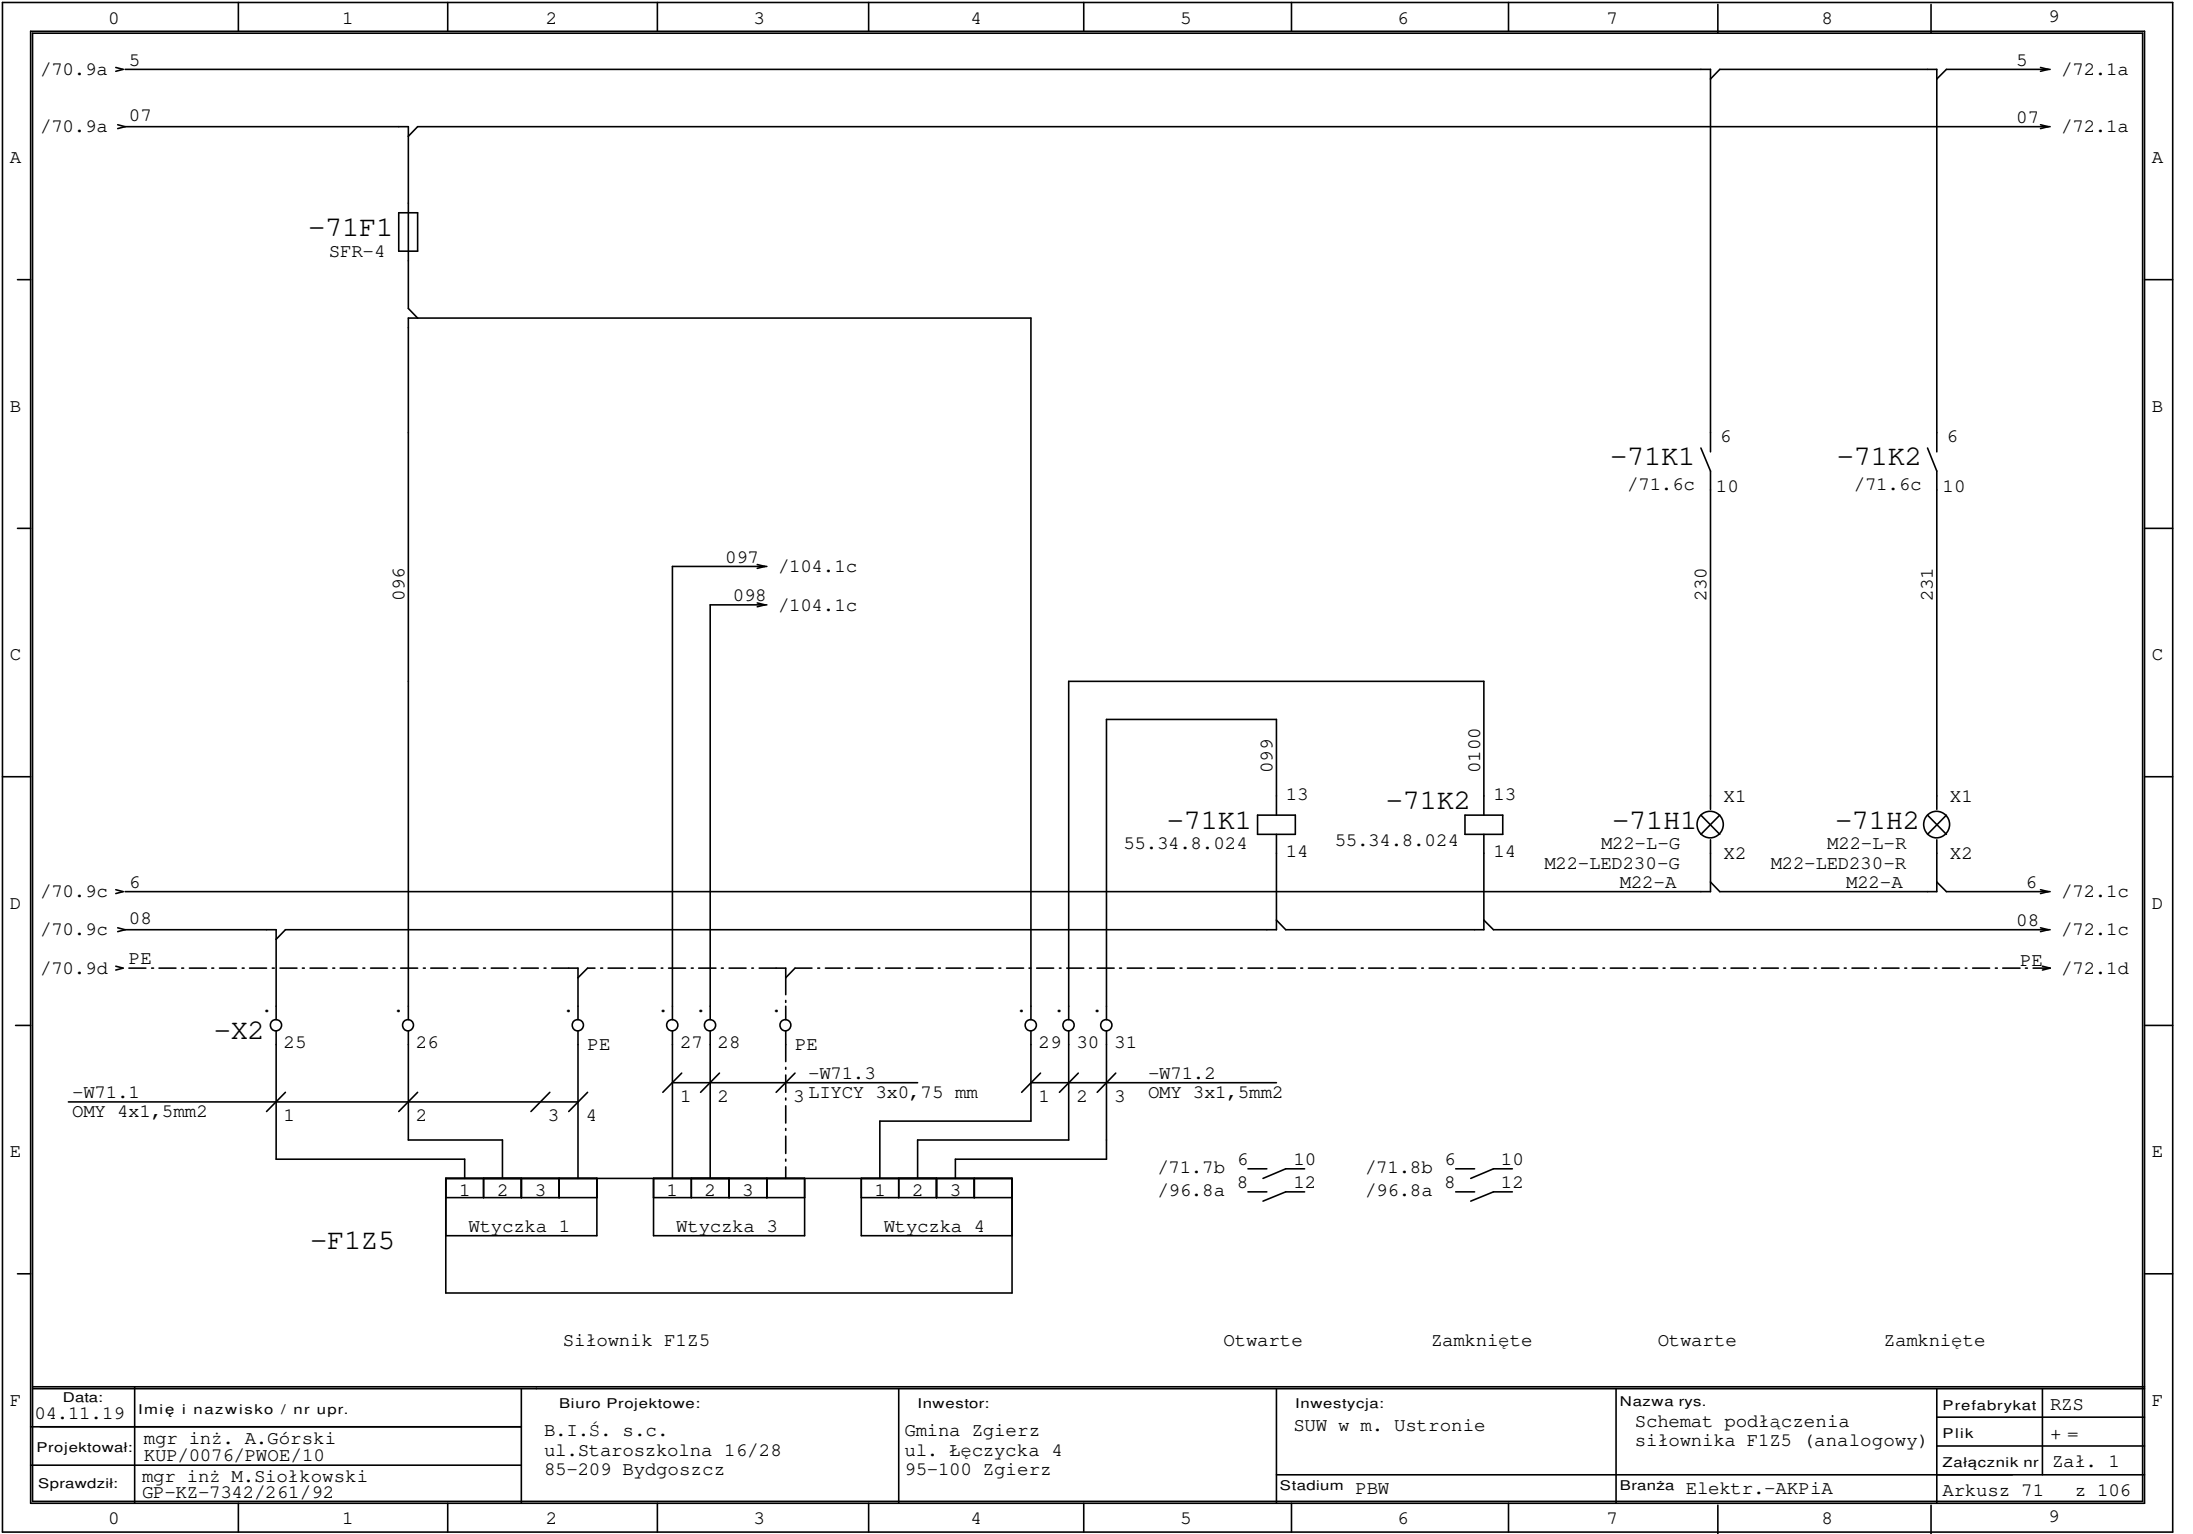 0 1 2 3 4 5 6 7 8 9
/70.9a 5 5 /72.1a
/70.9a 07 07 /72.1a
A A
-71F1
SFR-4
B B
6 6
-71K1 -71K2
/71.6c 10 /71.6c 10
097 /104.1c
096 230 231
098 /104.1c
C C
099 0100
13 -71K2 13 X1 X1
-71K1 -71H1 -71H2
55.34.8.024 55.34.8.024 M22-L-G M22-L-R
14 14 X2 X2
M22-LED230-G M22-LED230-R
M22-A M22-A
/70.9c 6 6 /72.1c
D D
/70.9c 08 08 /72.1c
/70.9d PE PE /72.1d
-X2 25 26 PE 27 28 PE 29 30 31
-W71.1 -W71.3 -W71.2
OMY 4x1,5mm2 LIYCY 3x0,75 mm OMY 3x1,5mm2
1 2 3 4 1 2 3 1 2 3
E E
/71.7b 6 10 /71.8b 6 10
/96.8a 8 12 /96.8a 8 12
1 2 3 1 2 3 1 2 3
Wtyczka 1 Wtyczka 3 Wtyczka 4
-F1Z5
Siłownik F1Z5 Otwarte Zamknięte Otwarte Zamknięte
F F
Data:
04.11.19
Imię i nazwisko / nr upr.
Projektował:
mgr inż. A.Górski
KUP/0076/PWOE/10
Sprawdził:
mgr inż M.Siołkowski
GP-KZ-7342/261/92
Biuro Projektowe:
B.I.Ś. s.c.
ul.Staroszkolna 16/28
85-209 Bydgoszcz
Inwestor:
Gmina Zgierz
ul. Łęczycka 4
95-100 Zgierz
Inwestycja:
SUW w m. Ustronie
Stadium PBW
Nazwa rys.
Schemat podłączenia
siłownika F1Z5 (analogowy)
Branża Elektr.-AKPiA
Prefabrykat RZS
Plik + =
Załącznik nr Zał. 1
Arkusz 71 z 106
0 1 2 3 4 5 6 7 8 9